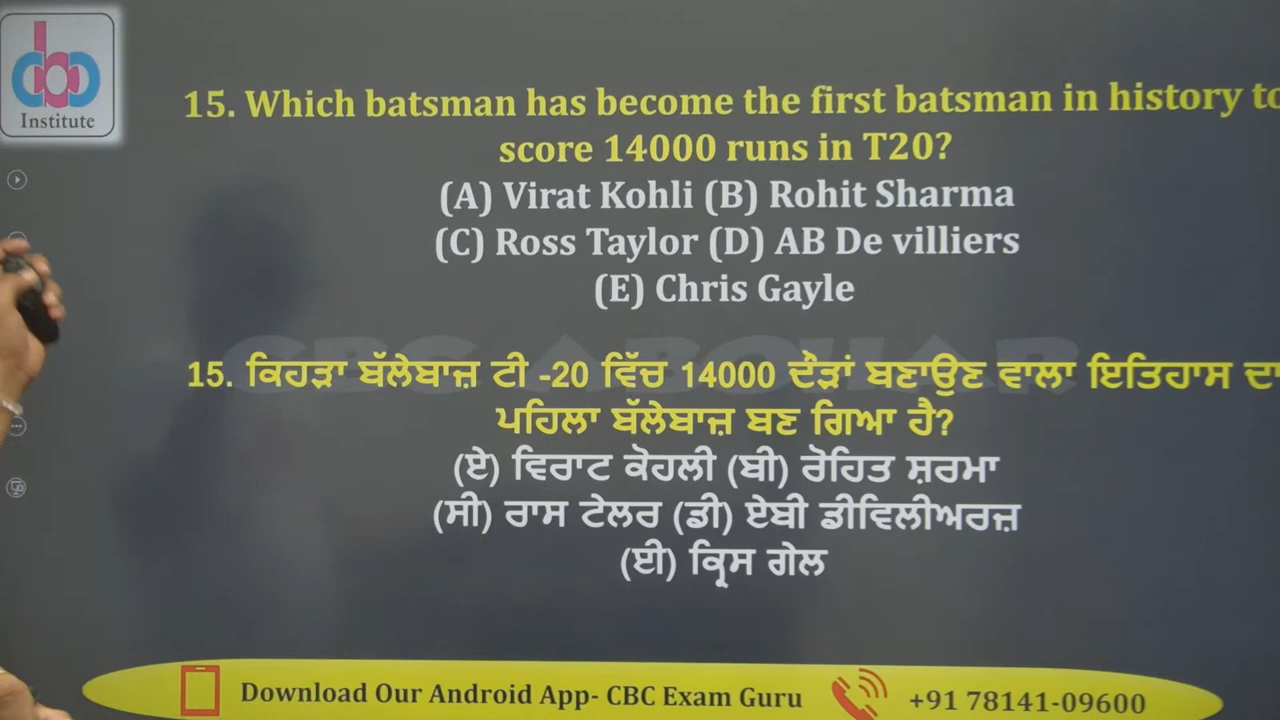 Institute
15. Which batsman has become the first batsman in history to
score 14000 runs in T20?
(A) Virat Kohli (B) Rohit Sharma
(C) Ross Taylor (D) AB De villiers
(E) Chris Gayle
CBC ABOHAR
15. ਕਿਹੜਾ ਬੱਲੇਬਾਜ਼ ਟੀ -20 ਵਿੱਚ 14000 ਦੌੜਾਂ ਬਣਾਉਣ ਵਾਲਾ ਇਤਿਹਾਸ ਦਾ
ਪਹਿਲਾ ਬੱਲੇਬਾਜ਼ ਬਣ ਗਿਆ ਹੈ?
(ਏ) ਵਿਰਾਟ ਕੋਹਲੀ (ਬੀ) ਰੋਹਿਤ ਸ਼ਰਮਾ
(ਸੀ) ਰਾਸ ਟੇਲਰ (ਡੀ) ਏਬੀ ਡੀਵਿਲੀਅਰਜ਼
(ਈ) ਕ੍ਰਿਸ ਗੇਲ
Download Our Android App- CBC Exam Guru
+91 78141-09600